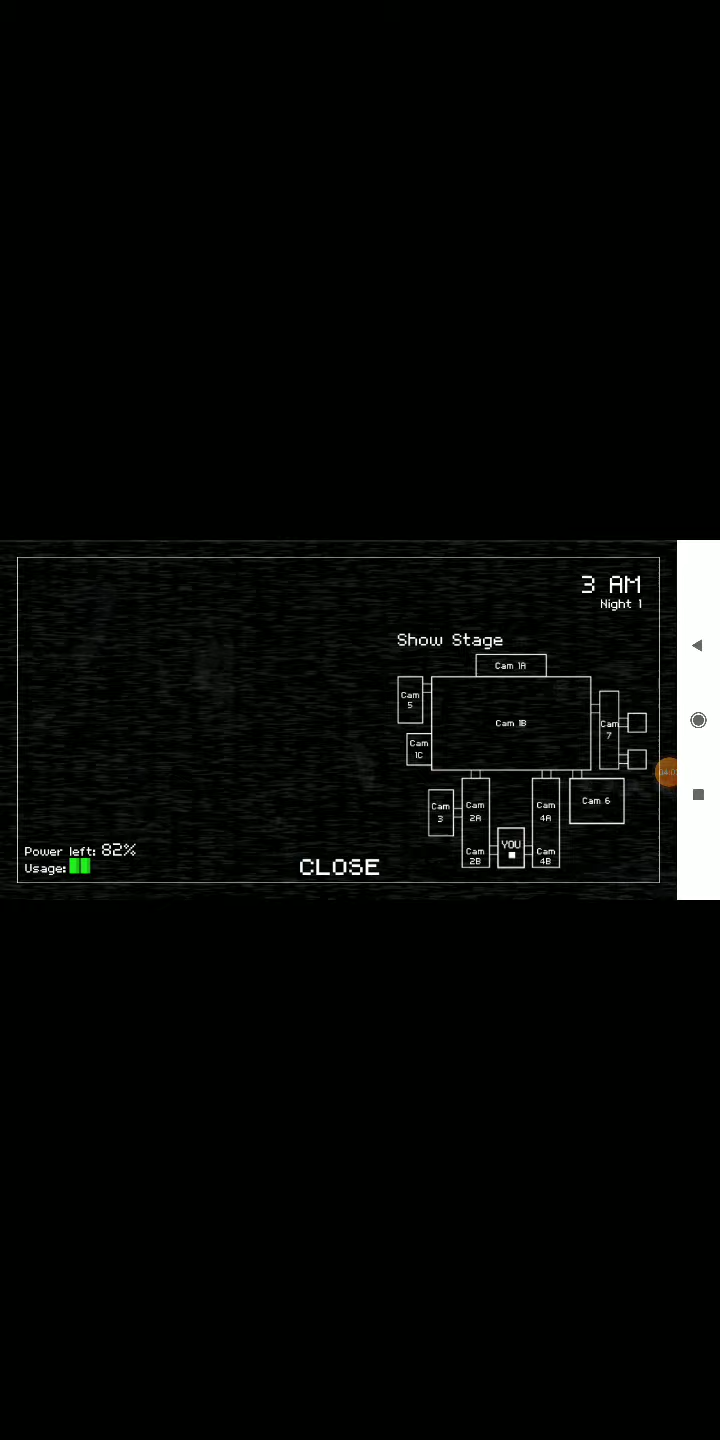 3 AM
Night 1
Show Stage
Cam 1A
Cam 5
Cam 1B
Cam 7
Cam 1C
Cam 3
Cam 2A
Cam 4A
Cam 6
YOU
Cam 2B
Cam 4B
Power left: 82%
Usage:
CLOSE